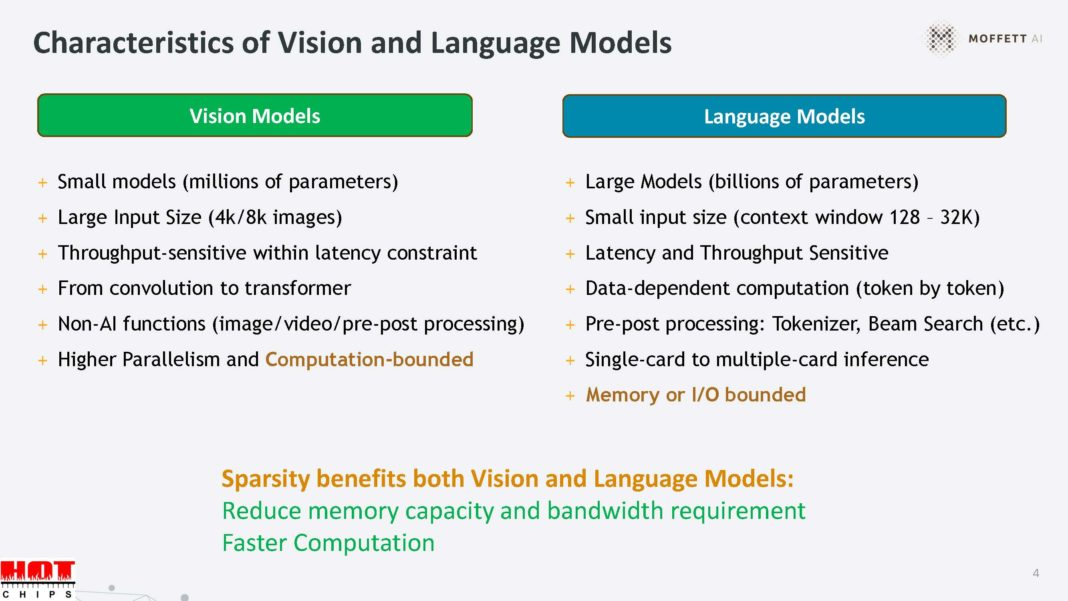 Characteristics of Vision and Language Models
MOFFETT AI
Vision Models
+ Small models (millions of parameters)
+ Large Input Size (4k/8k images)
+ Throughput-sensitive within latency constraint
+ From convolution to transformer
+ Non-AI functions (image/video/pre-post processing)
+ Higher Parallelism and Computation-bounded
Language Models
+ Large Models (billions of parameters)
+ Small input size (context window 128 – 32K)
+ Latency and Throughput Sensitive
+ Data-dependent computation (token by token)
+ Pre-post processing: Tokenizer, Beam Search (etc.)
+ Single-card to multiple-card inference
+ Memory or I/O bounded
Sparsity benefits both Vision and Language Models:
Reduce memory capacity and bandwidth requirement
Faster Computation
HOT
CHIPS
4